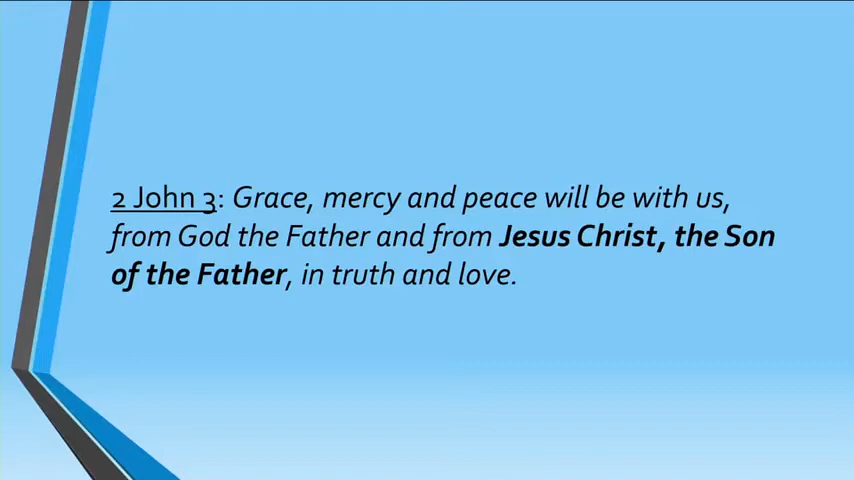 2 John 3: Grace, mercy and peace will be with us,
from God the Father and from Jesus Christ, the Son
of the Father, in truth and love.